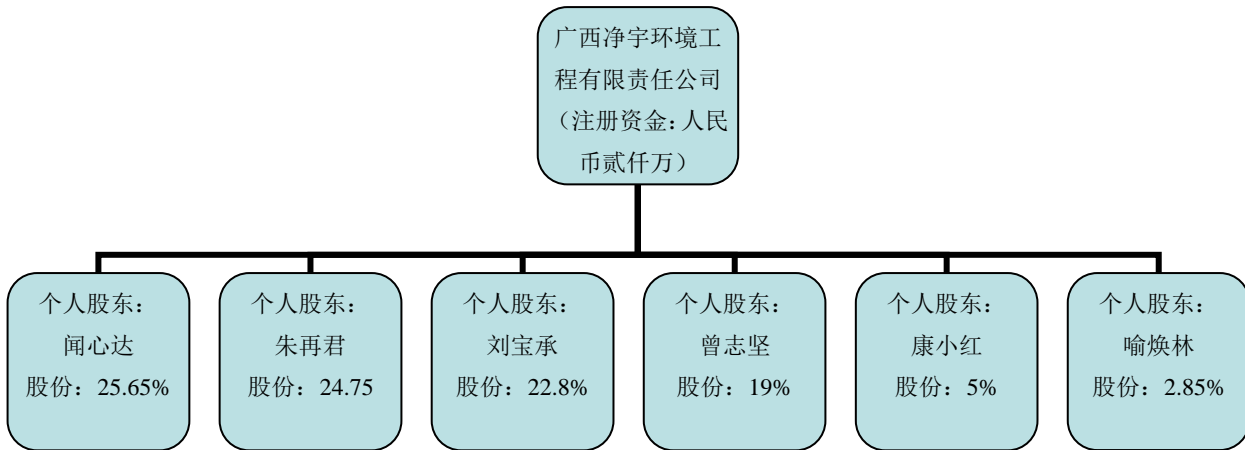 广西净宇环境工
程有限责任公司
（注册资金：人民
币贰仟万）
个人股东：
闻心达
股份：25.65%
个人股东：
朱再君
股份：24.75
个人股东：
刘宝承
股份：22.8%
个人股东：
曾志坚
股份：19%
个人股东：
康小红
股份：5%
个人股东：
喻焕林
股份：2.85%